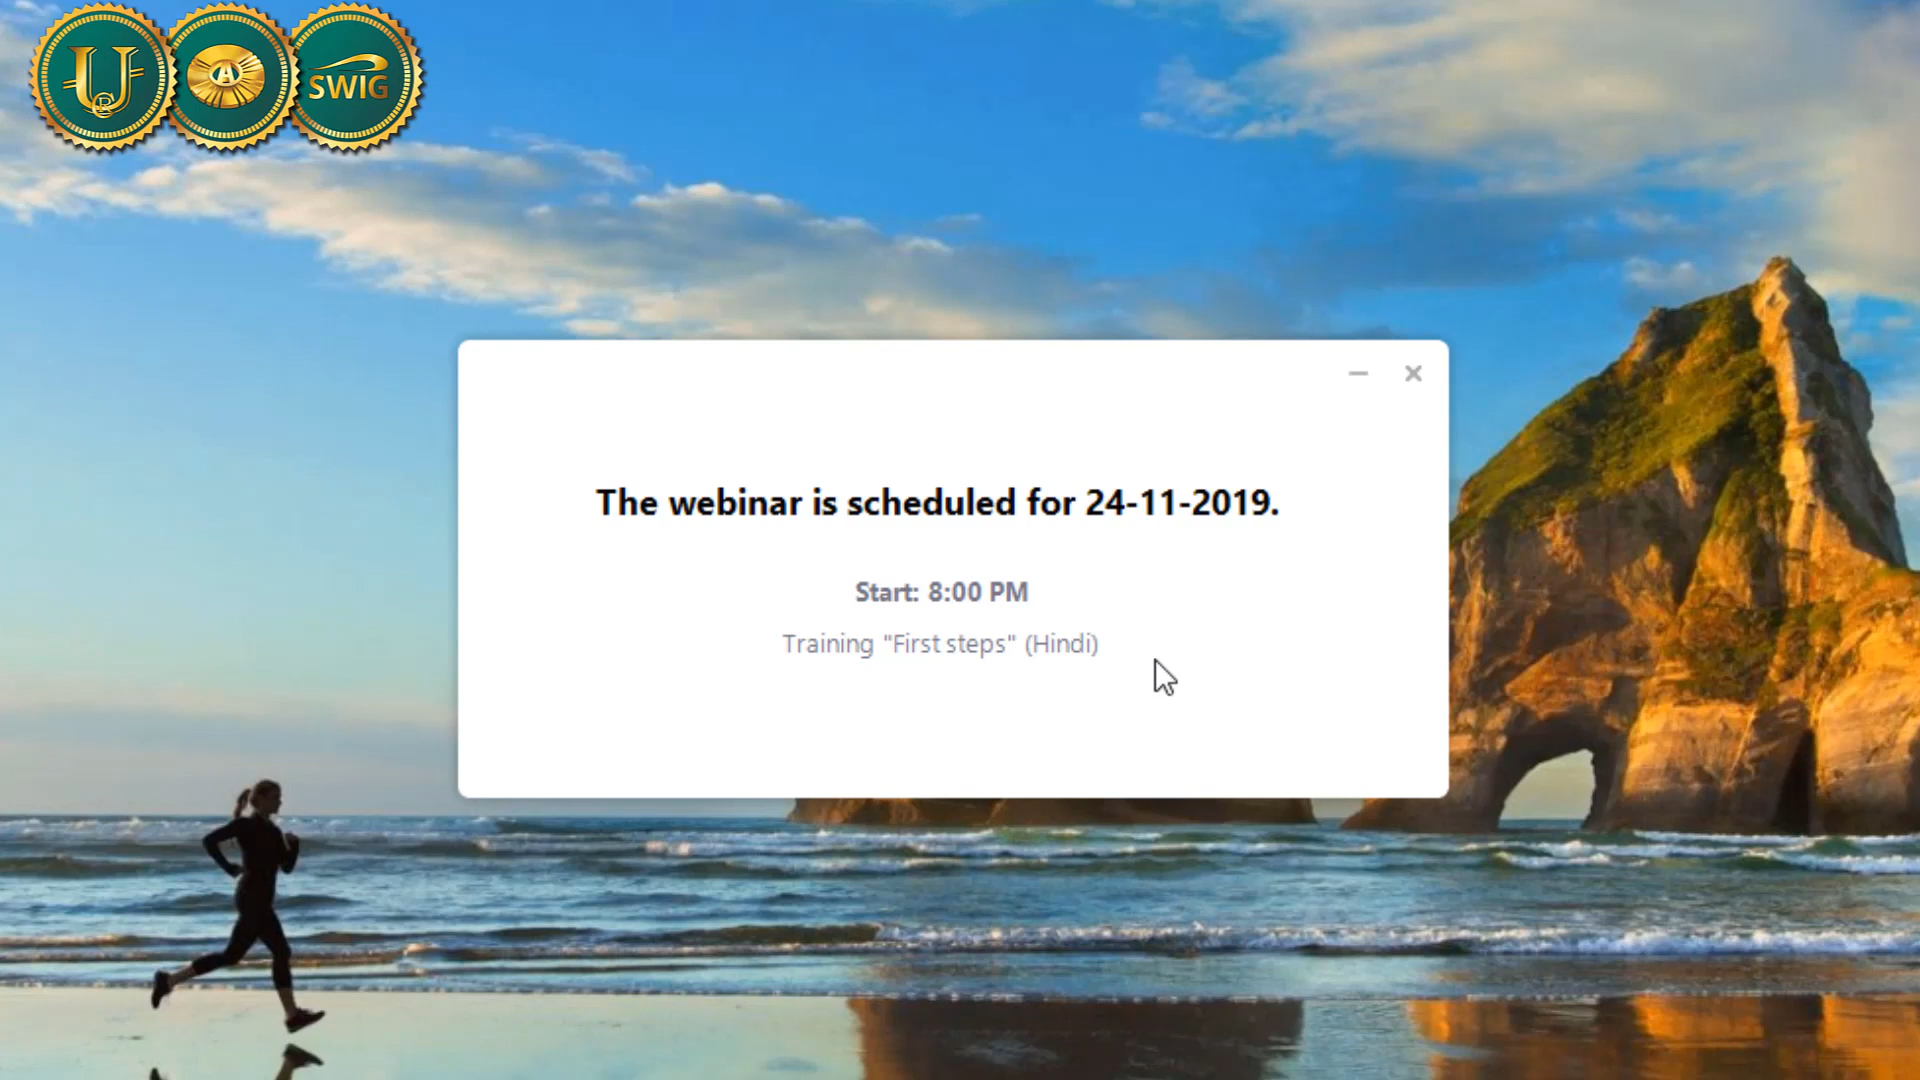 U
R
A
SWIG
The webinar is scheduled for 24-11-2019.
Start: 8:00 PM
Training "First steps" (Hindi)